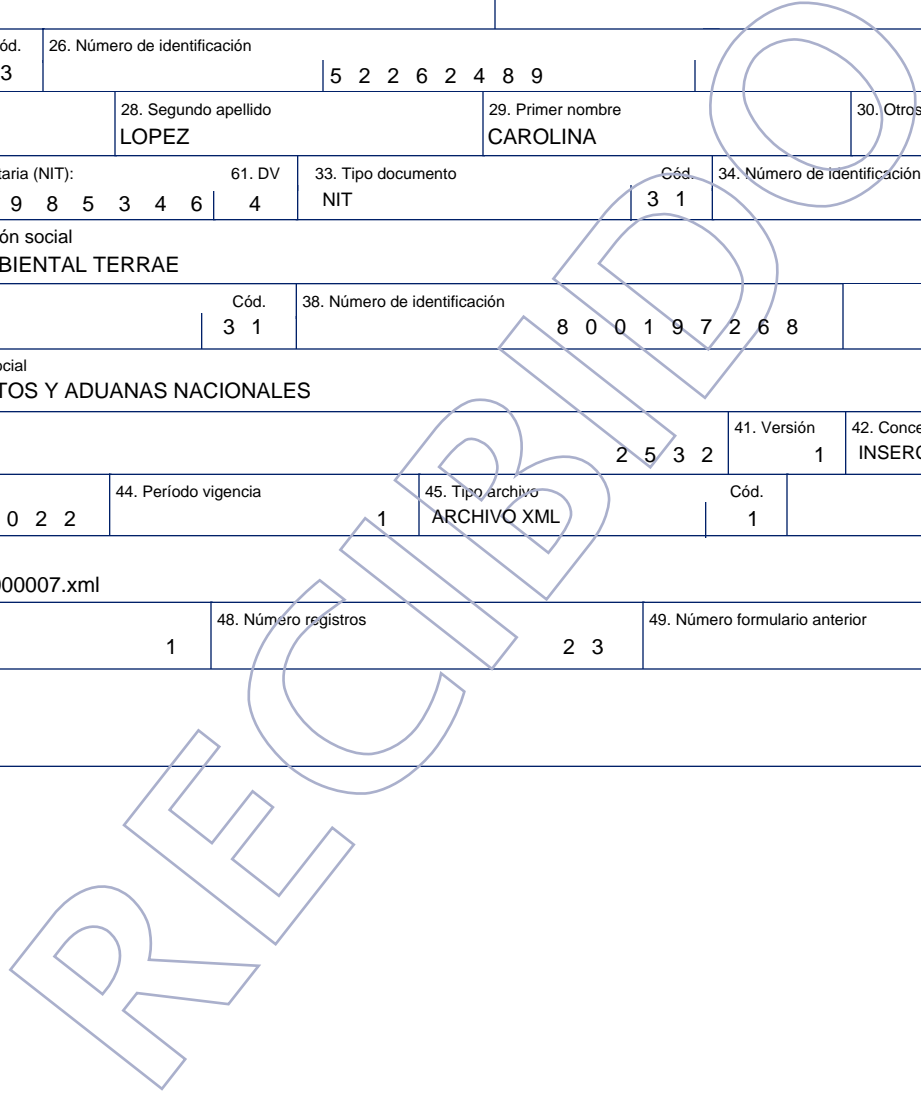 ód. 26. Número de identificación
3 5 2 2 6 2 4 8 9
28. Segundo apellido 29. Primer nombre 30. Otros
LOPEZ CAROLINA
taria (NIT): 61. DV 33. Tipo documento Cód. 34. Número de identificación
9 8 5 3 4 6 4 NIT 3 1
ón social
BIENTAL TERRAE
Cód. 38. Número de identificación
3 1 8 0 0 1 9 7 2 6 8
ocial
TOS Y ADUANAS NACIONALES
41. Versión 42. Conce
2 5 3 2 1 INSERC
44. Período vigencia 45. Tipo archivo Cód.
0 2 2 1 ARCHIVO XML 1
00007.xml
48. Número registros 49. Número formulario anterior
1 2 3
RECIBIDO